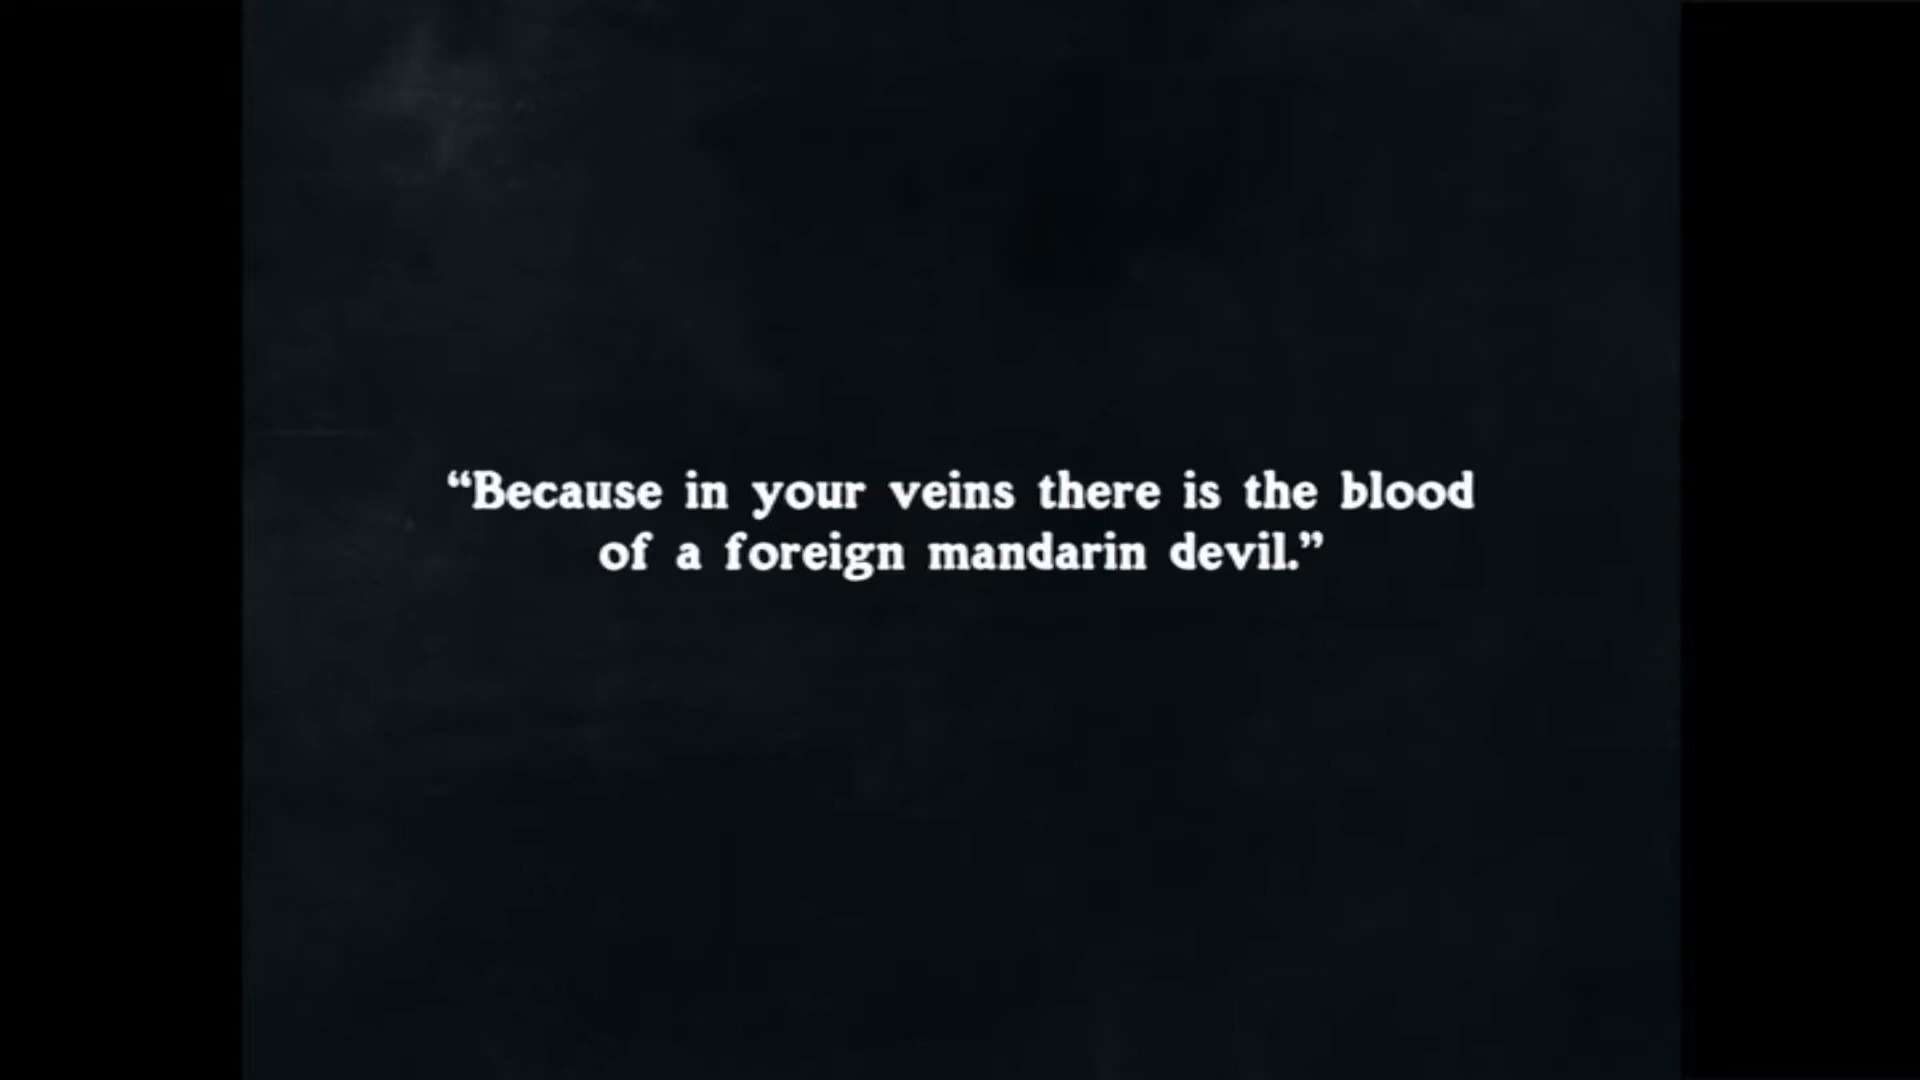 “Because in your veins there is the blood
of a foreign mandarin devil.”